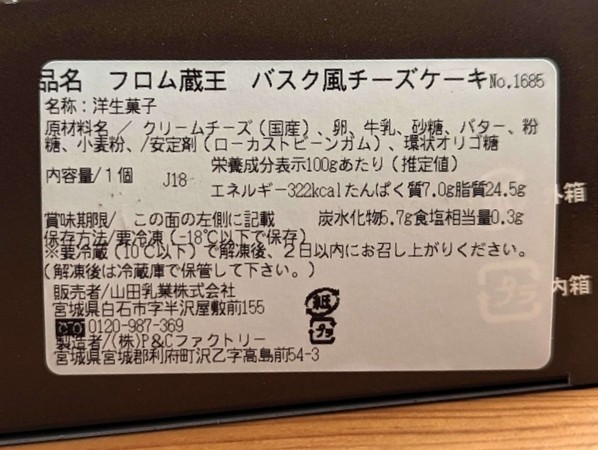 品名 フロム蔵王 バスク風チーズケーキNo.1685
名称：洋生菓子
原材料名／ クリームチーズ（国産）、卵、牛乳、砂糖、バター、粉
糖、小麦粉、/安定剤（ローカストビーンガム）、環状オリゴ糖
内容量/1個 J18 栄養成分表示100gあたり（推定値）
エネルギー322kcalたんぱく質7.0g脂質24.5g
賞味期限/ この面の左側に記載 炭水化物5.7g食塩相当量0.3g
保存方法/要冷凍（-18℃以下で保存）
※要冷蔵（10℃以下）で解凍後、2日以内にお召し上がりください。
（解凍後は冷蔵庫で保管して下さい。）
販売者/山田乳業株式会社
宮城県白石市字半沢屋敷前155
0120-987-369
製造者/（株）P&Cファクトリー
宮城県宮城郡利府町沢乙字高島前54-3
紙
プラ
外箱
プラ
内箱